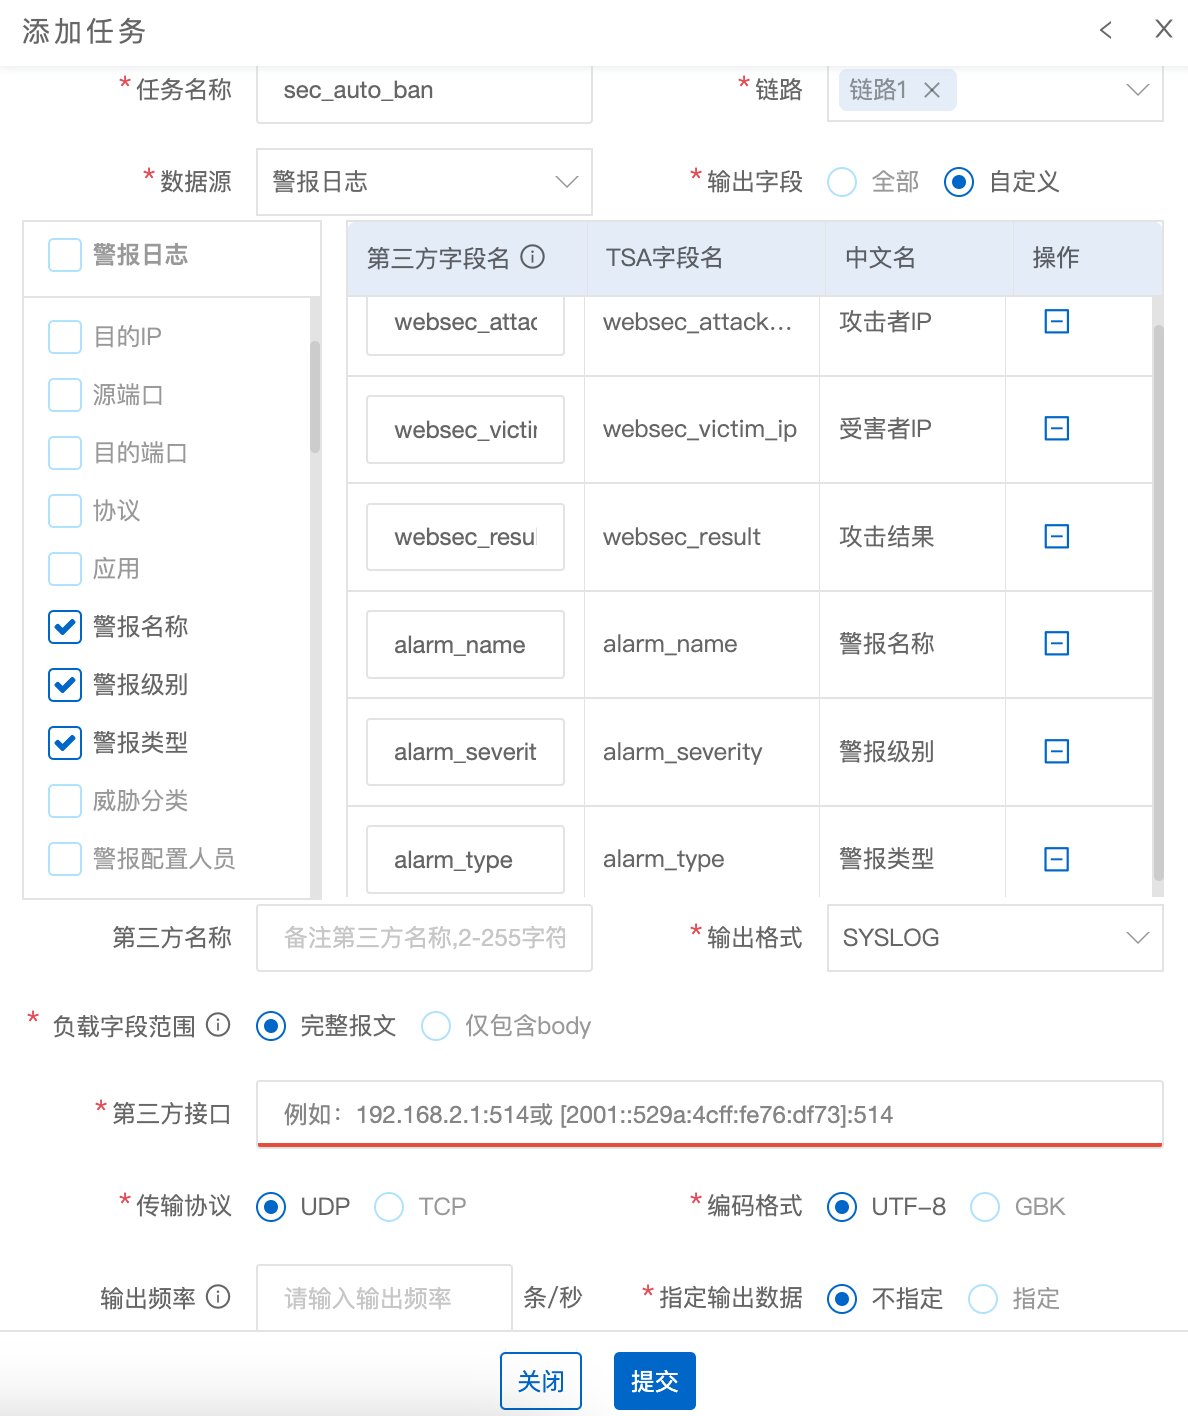 添加任务
* 任务名称 sec_auto_ban * 链路 链路1
* 数据源 警报日志 * 输出字段 全部 自定义
警报日志
目的IP
源端口
目的端口
协议
应用
警报名称
警报级别
警报类型
威胁分类
警报配置人员
第三方字段名 TSA字段名 中文名 操作
websec_attac websec_attack... 攻击者IP
websec_victi websec_victim_ip 受害者IP
websec_resu websec_result 攻击结果
alarm_name alarm_name 警报名称
alarm_severit alarm_severity 警报级别
alarm_type alarm_type 警报类型
第三方名称 备注第三方名称,2-255字符 * 输出格式 SYSLOG
* 负载字段范围 完整报文 仅包含body
* 第三方接口 例如：192.168.2.1:514或 [2001::529a:4cff:fe76:df73]:514
* 传输协议 UDP TCP * 编码格式 UTF-8 GBK
输出频率 请输入输出频率 条/秒 * 指定输出数据 不指定 指定
关闭 提交